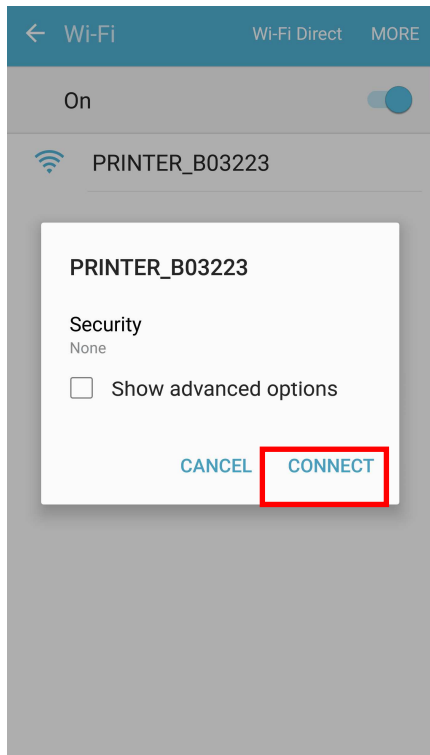 Wi-Fi Wi-Fi Direct MORE
On
PRINTER_B03223
PRINTER_B03223
Security
None
Show advanced options
CANCEL CONNECT